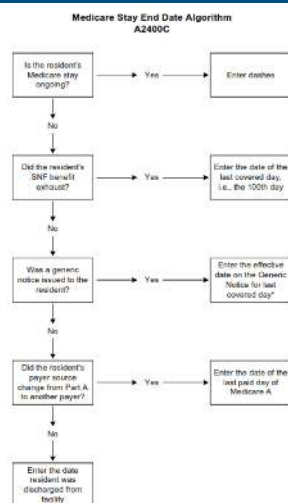 Medicare Stay End Date Algorithm
A2400C
Is the resident's
Medicare stay
ongoing?
Yes
Enter dashes
No
Did the resident's
SNF benefit
exhaust?
Yes
Enter the date of the
last covered day,
i.e., the 100th day
No
Was a generic
notice issued to the
resident?
Yes
Enter the effective
date on the Generic
Notice for last
covered day*
No
Did the resident's
payer source
change from Part A
to another payer?
Yes
Enter the date of the
last paid day of
Medicare A
No
Enter the date
resident was
discharged from
facility